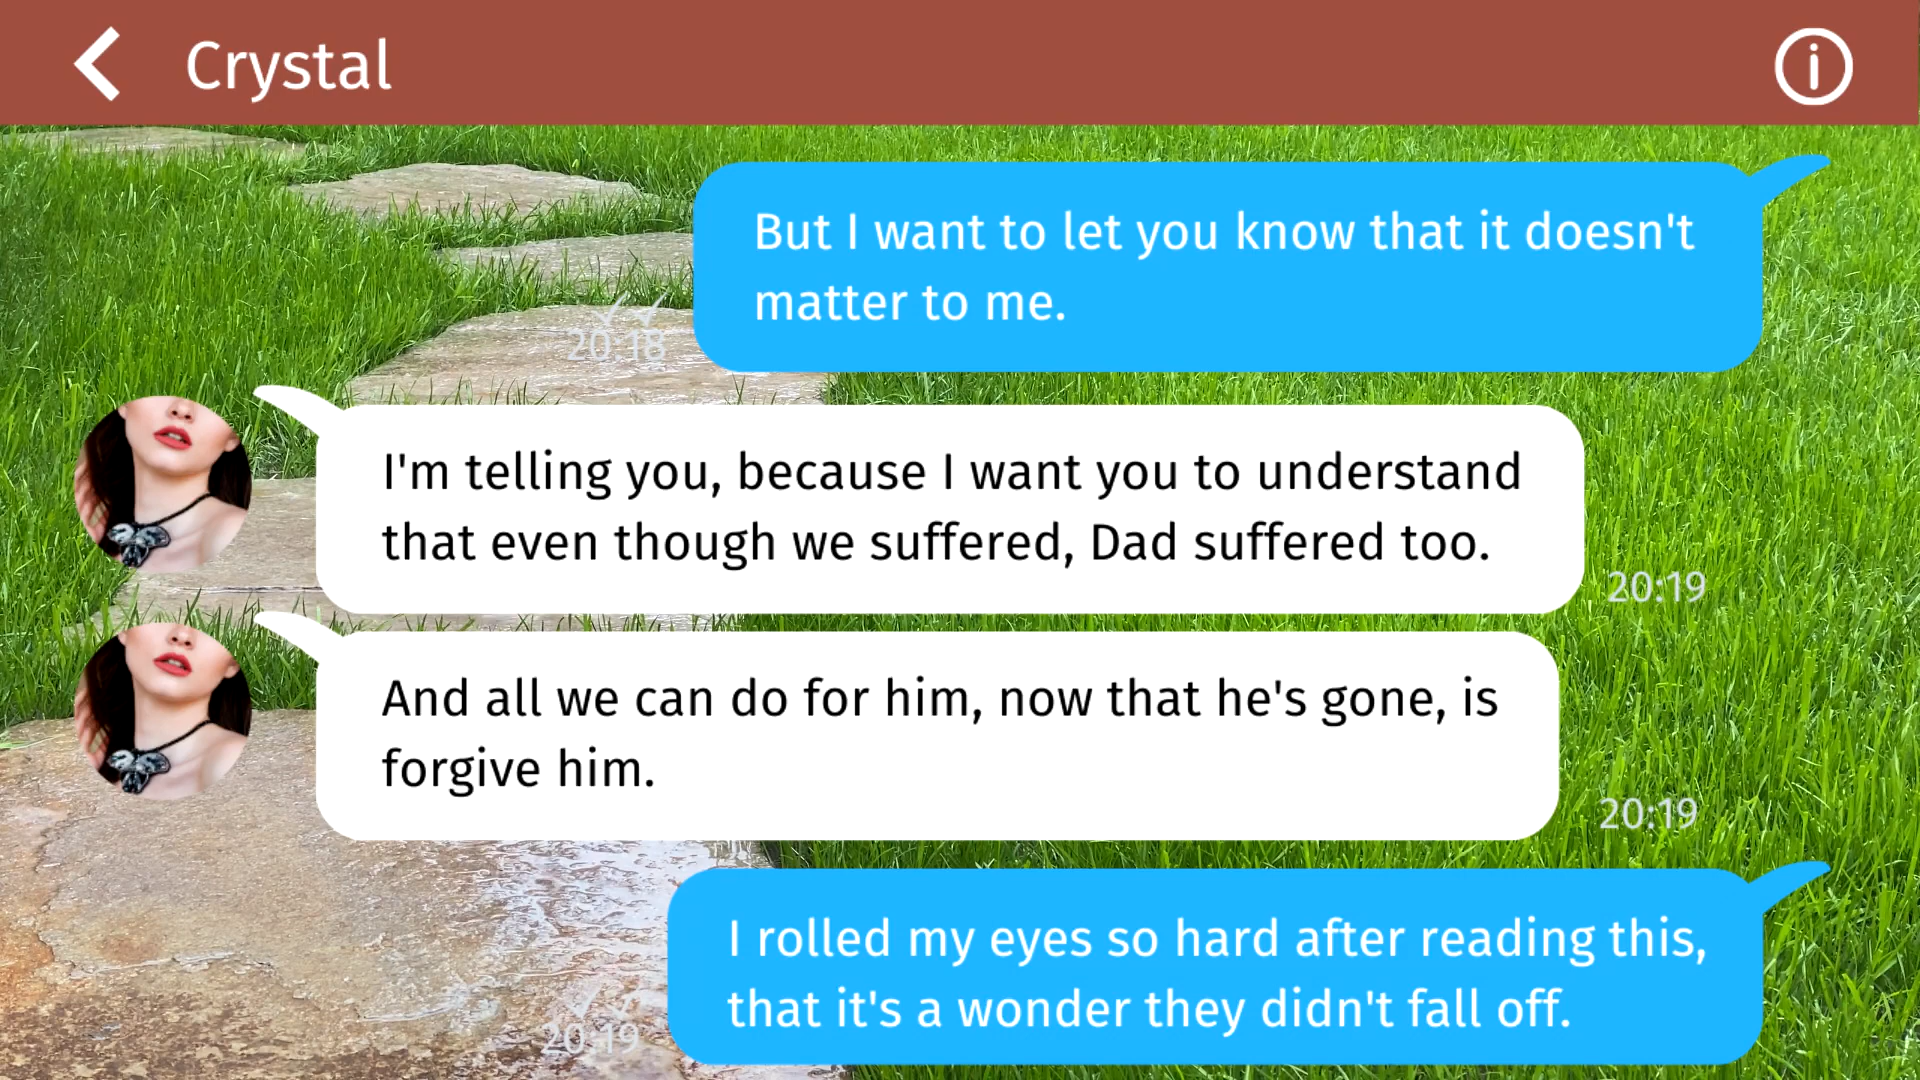 Crystal
But I want to let you know that it doesn't
matter to me.
20:18
I'm telling you, because I want you to understand
that even though we suffered, Dad suffered too.
20:19
And all we can do for him, now that he's gone, is
forgive him.
20:19
I rolled my eyes so hard after reading this,
that it's a wonder they didn't fall off.
20:19